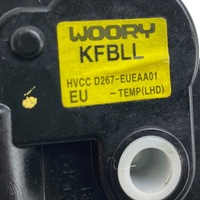 WOORY
KFBLL
HVCC D267-EUEAA01
EU - TEMP(LHD)